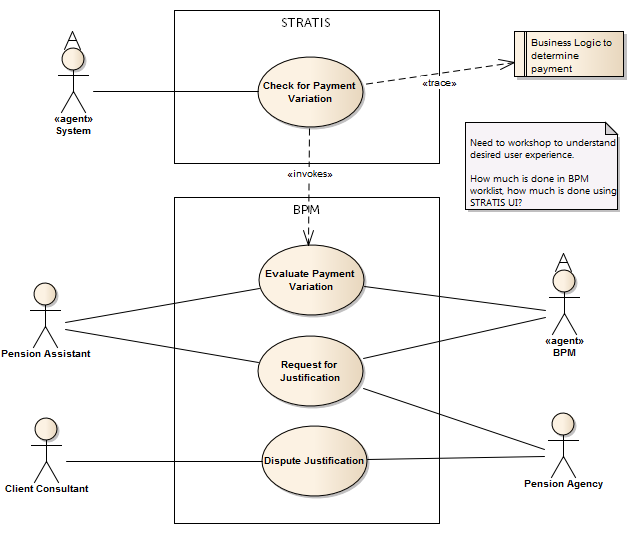 STRATIS
Business Logic to
determine
payment
Check for Payment
Variation
«trace»
«agent»
System
Need to workshop to understand
desired user experience.
How much is done in BPM
worklist, how much is done using
STRATIS UI?
«invokes»
BPM
Evaluate Payment
Variation
«agent»
BPM
Pension Assistant
Request for
Justification
Dispute Justification
Client Consultant
Pension Agency